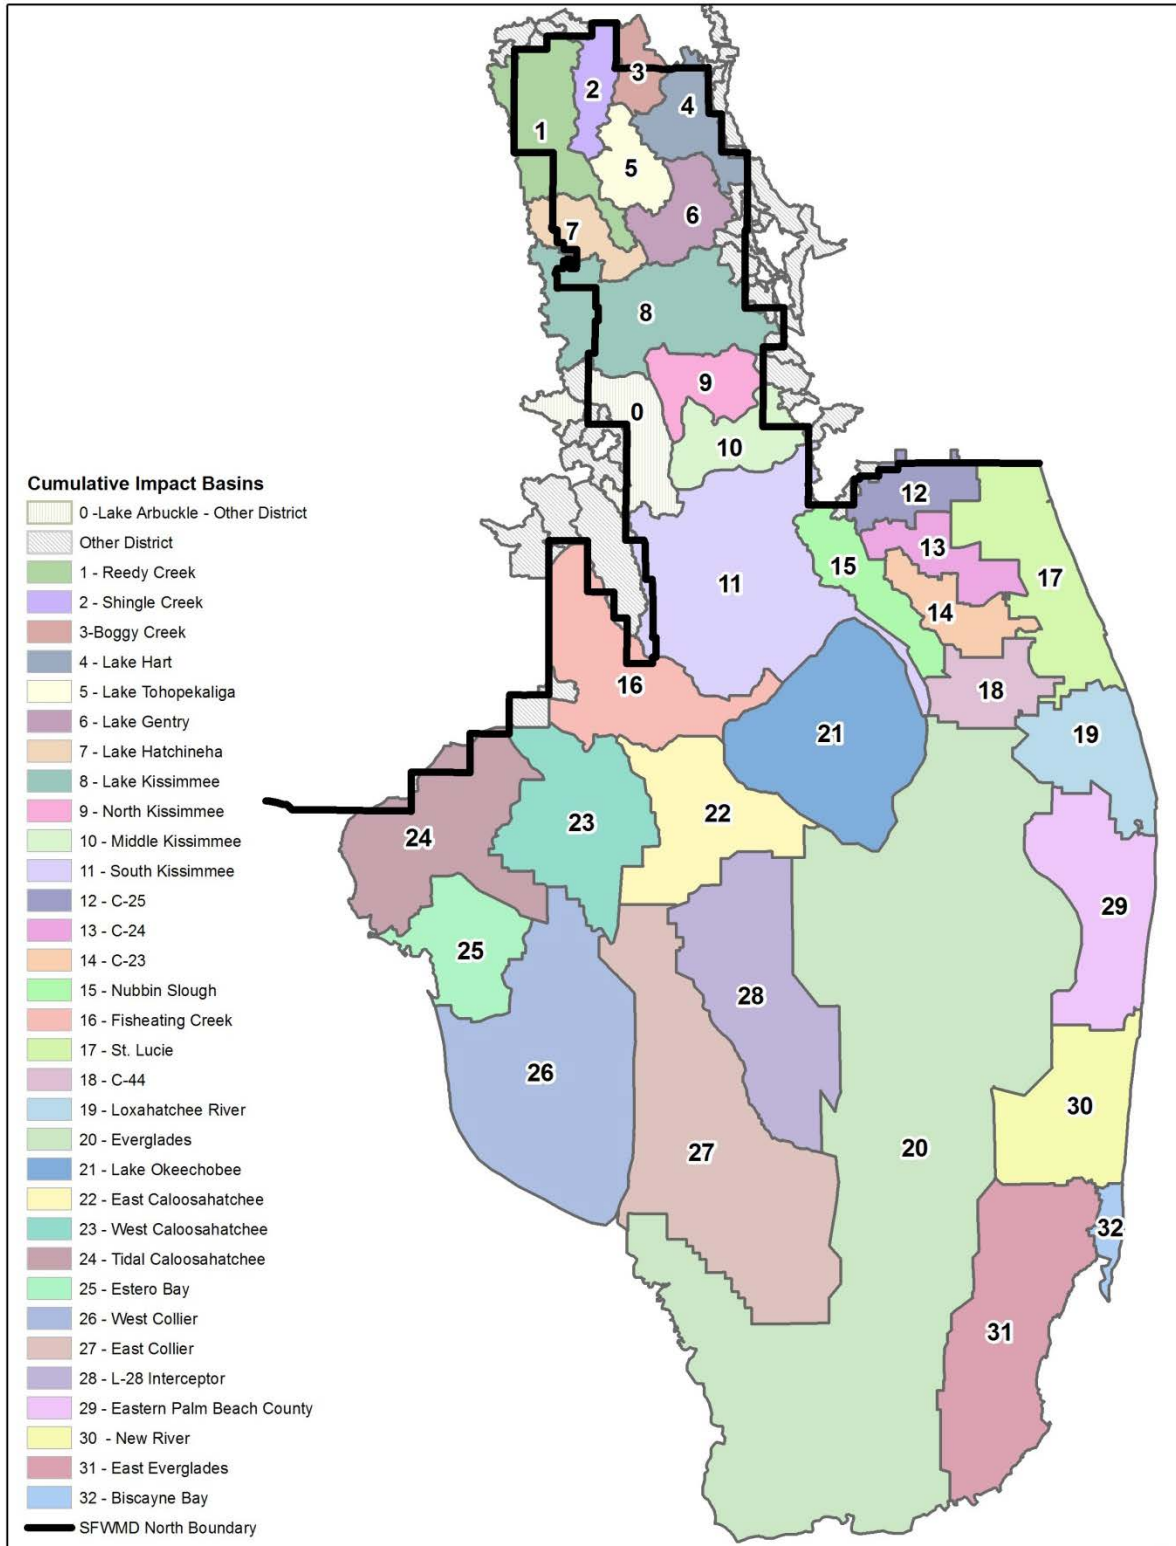 3
2
4
1
5
6
7
8
9
0
10
Cumulative Impact Basins
0 -Lake Arbuckle - Other District
Other District
1 - Reedy Creek
2 - Shingle Creek
3-Boggy Creek
4 - Lake Hart
5 - Lake Tohopekaliga
6 - Lake Gentry
7 - Lake Hatchineha
8 - Lake Kissimmee
9 - North Kissimmee
10 - Middle Kissimmee
11 - South Kissimmee
12 - C-25
13 - C-24
14 - C-23
15 - Nubbin Slough
16 - Fisheating Creek
17 - St. Lucie
18 - C-44
19 - Loxahatchee River
20 - Everglades
21 - Lake Okeechobee
22 - East Caloosahatchee
23 - West Caloosahatchee
24 - Tidal Caloosahatchee
25 - Estero Bay
26 - West Collier
27 - East Collier
28 - L-28 Interceptor
29 - Eastern Palm Beach County
30 - New River
31 - East Everglades
32 - Biscayne Bay
SFWMD North Boundary
12
13
15
17
11
14
16
18
21
19
22
23
24
29
25
28
26
30
27
20
32
31